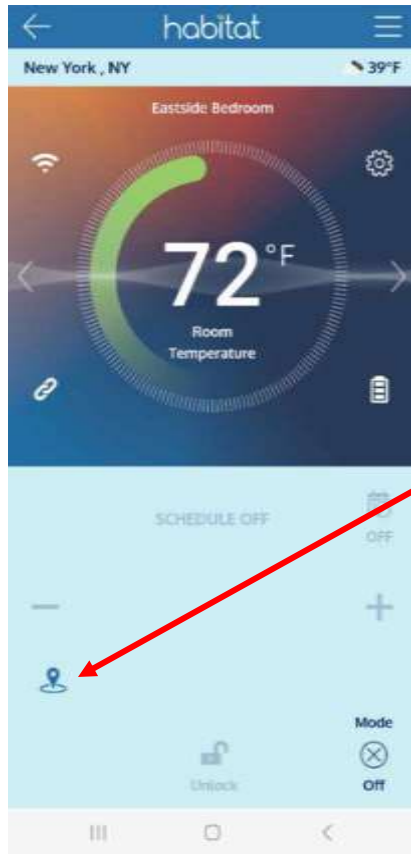 habitat
New York , NY 39°F
Eastside Bedroom
72°F
Room
Temperature
SCHEDULE OFF
OFF
Mode
Unlock
Off